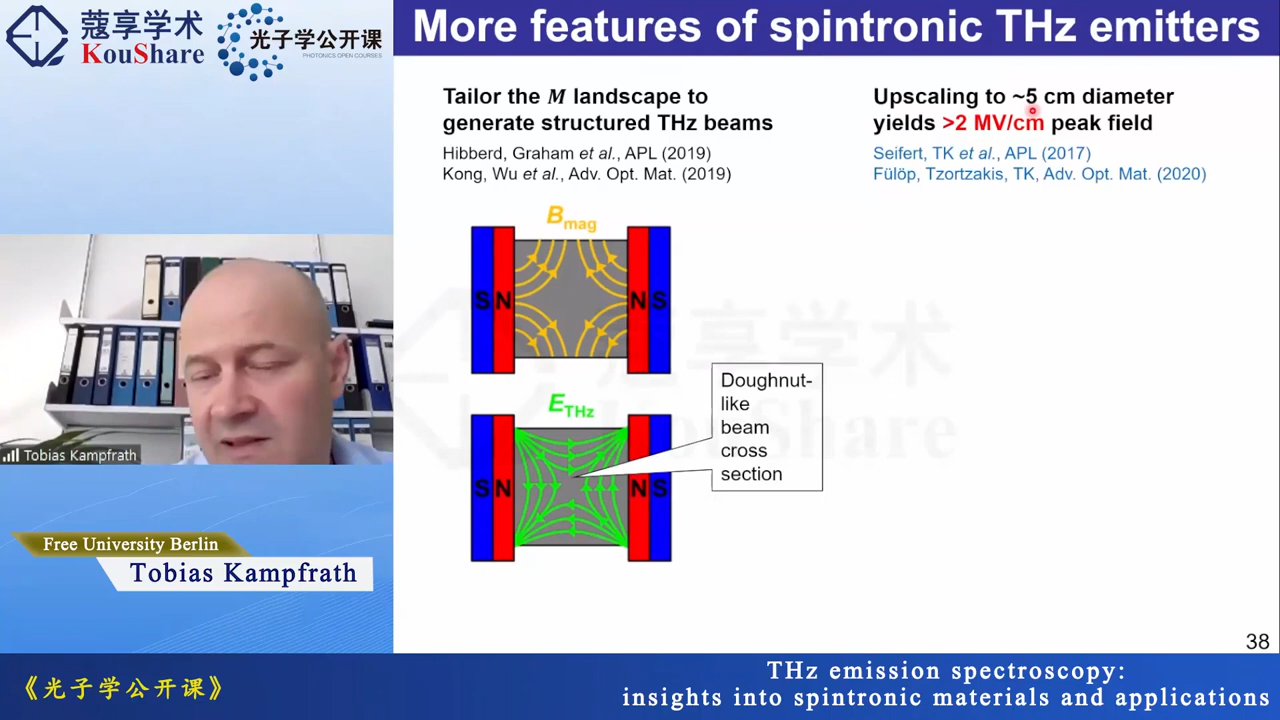 蔻享学术
KouShare
光子学公开课
PHOTONICS OPEN COURSES
More features of spintronic THz emitters
Tailor the M landscape to
generate structured THz beams
Hibberd, Graham et al., APL (2019)
Kong, Wu et al., Adv. Opt. Mat. (2019)
Upscaling to ~5 cm diameter
yields >2 MV/cm peak field
Seifert, TK et al., APL (2017)
Fülöp, Tzortzakis, TK, Adv. Opt. Mat. (2020)
Bmag
S N N S
ETHz
S N N S
Doughnut-
like
beam
cross
section
蔻享学术
KouShare
Tobias Kampfrath
Free University Berlin
Tobias Kampfrath
38
《光子学公开课》
THz emission spectroscopy:
insights into spintronic materials and applications